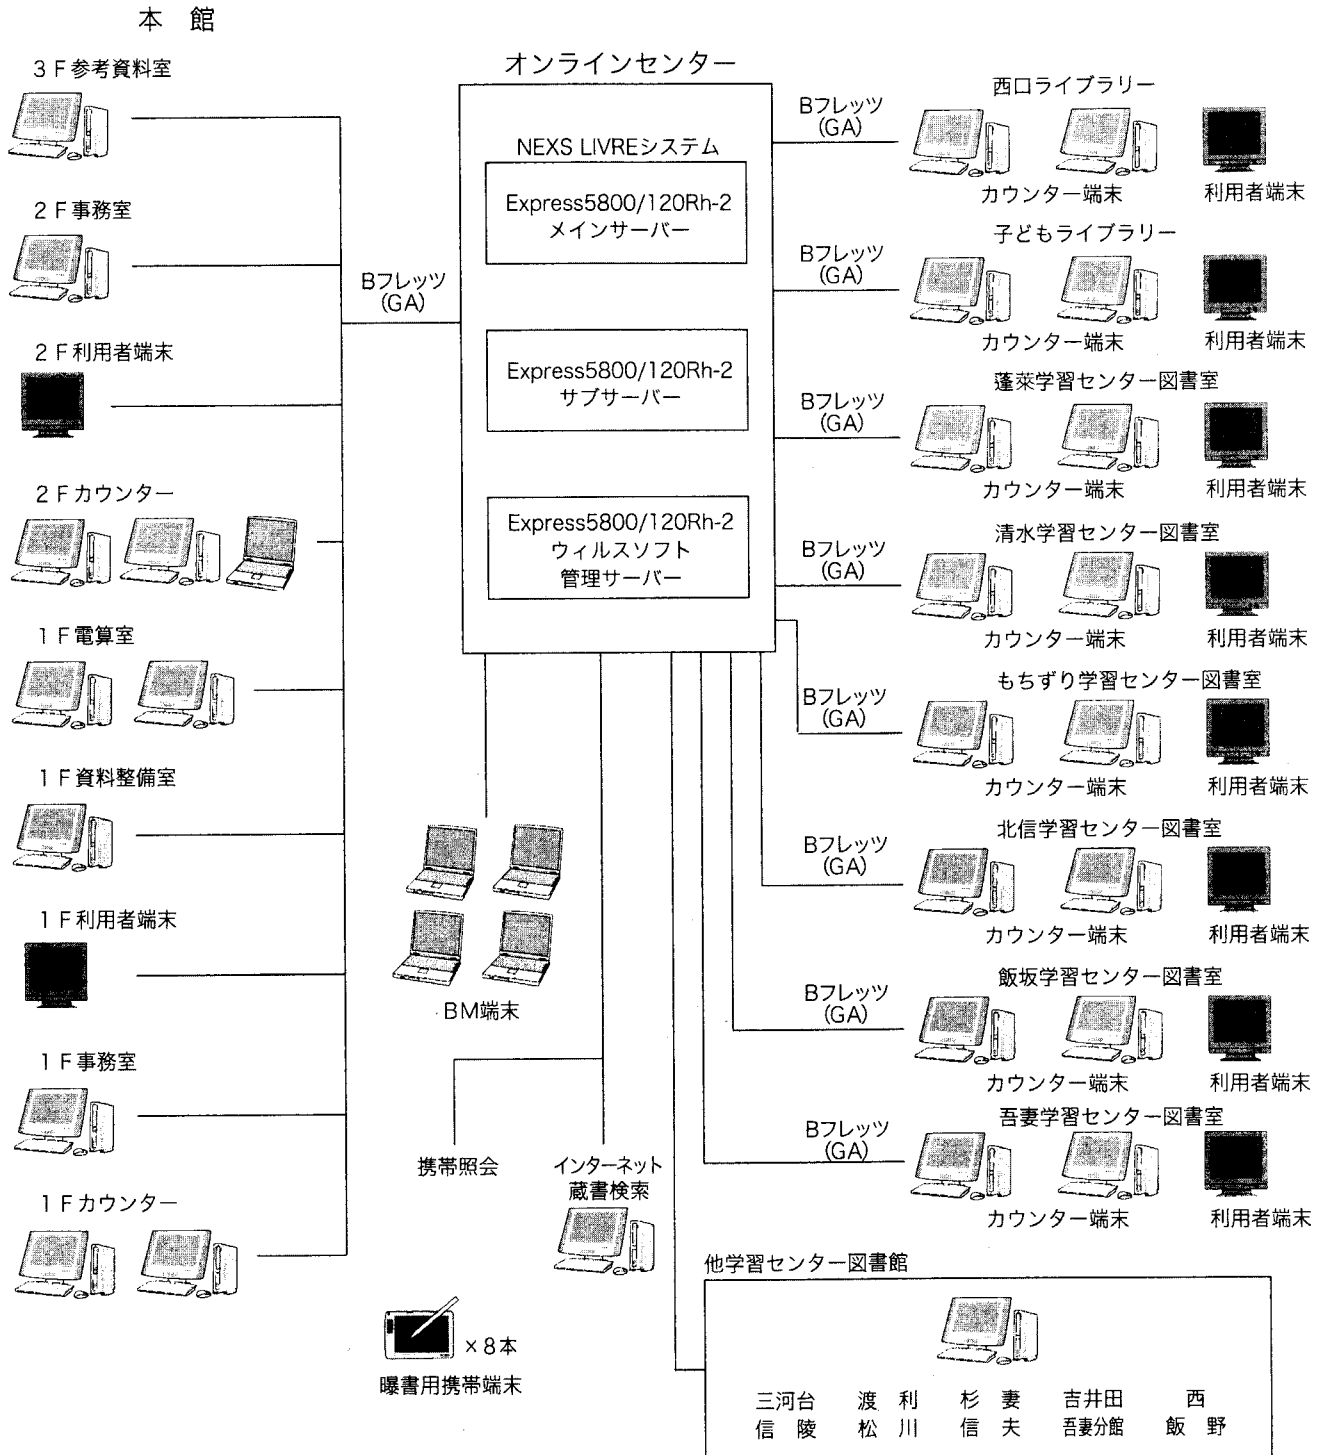 本 館
3F参考資料室
2F事務室
2F利用者端末
2Fカウンター
1F電算室
1F資料整備室
1F利用者端末
1F事務室
1Fカウンター
Bフレッツ
(GA)
オンラインセンター
NEXS LIVREシステム
Express5800/120Rh-2
メインサーバー
Express5800/120Rh-2
サブサーバー
Express5800/120Rh-2
ウィルスソフト
管理サーバー
BM端末
携帯照会
インターネット
蔵書検索
×8本
曝書用携帯端末
Bフレッツ
(GA)
西口ライブラリー
カウンター端末
利用者端末
Bフレッツ
(GA)
子どもライブラリー
カウンター端末
利用者端末
Bフレッツ
(GA)
蓬萊学習センター図書室
カウンター端末
利用者端末
Bフレッツ
(GA)
清水学習センター図書室
カウンター端末
利用者端末
Bフレッツ
(GA)
もちずり学習センター図書室
カウンター端末
利用者端末
Bフレッツ
(GA)
北信学習センター図書室
カウンター端末
利用者端末
Bフレッツ
(GA)
飯坂学習センター図書室
カウンター端末
利用者端末
Bフレッツ
(GA)
吾妻学習センター図書室
カウンター端末
利用者端末
他学習センター図書館
三河台 渡 利 杉 妻 吉井田 西
信 陵 松 川 信 夫 吾妻分館 飯 野